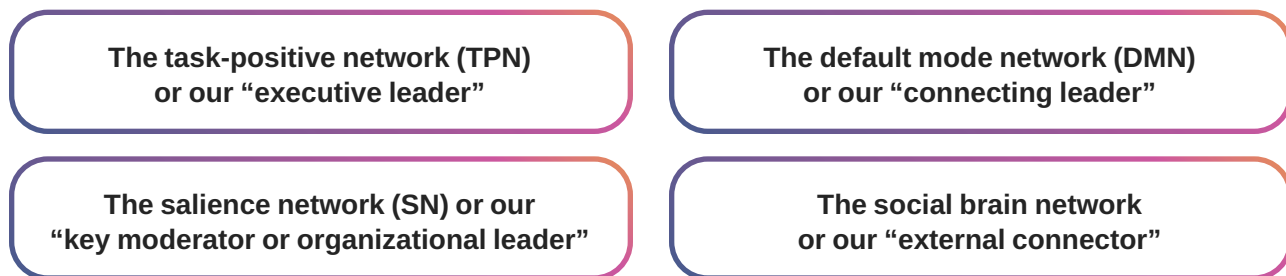 The task-positive network (TPN)
or our “executive leader”
The default mode network (DMN)
or our “connecting leader”
The salience network (SN) or our
“key moderator or organizational leader”
The social brain network
or our “external connector”